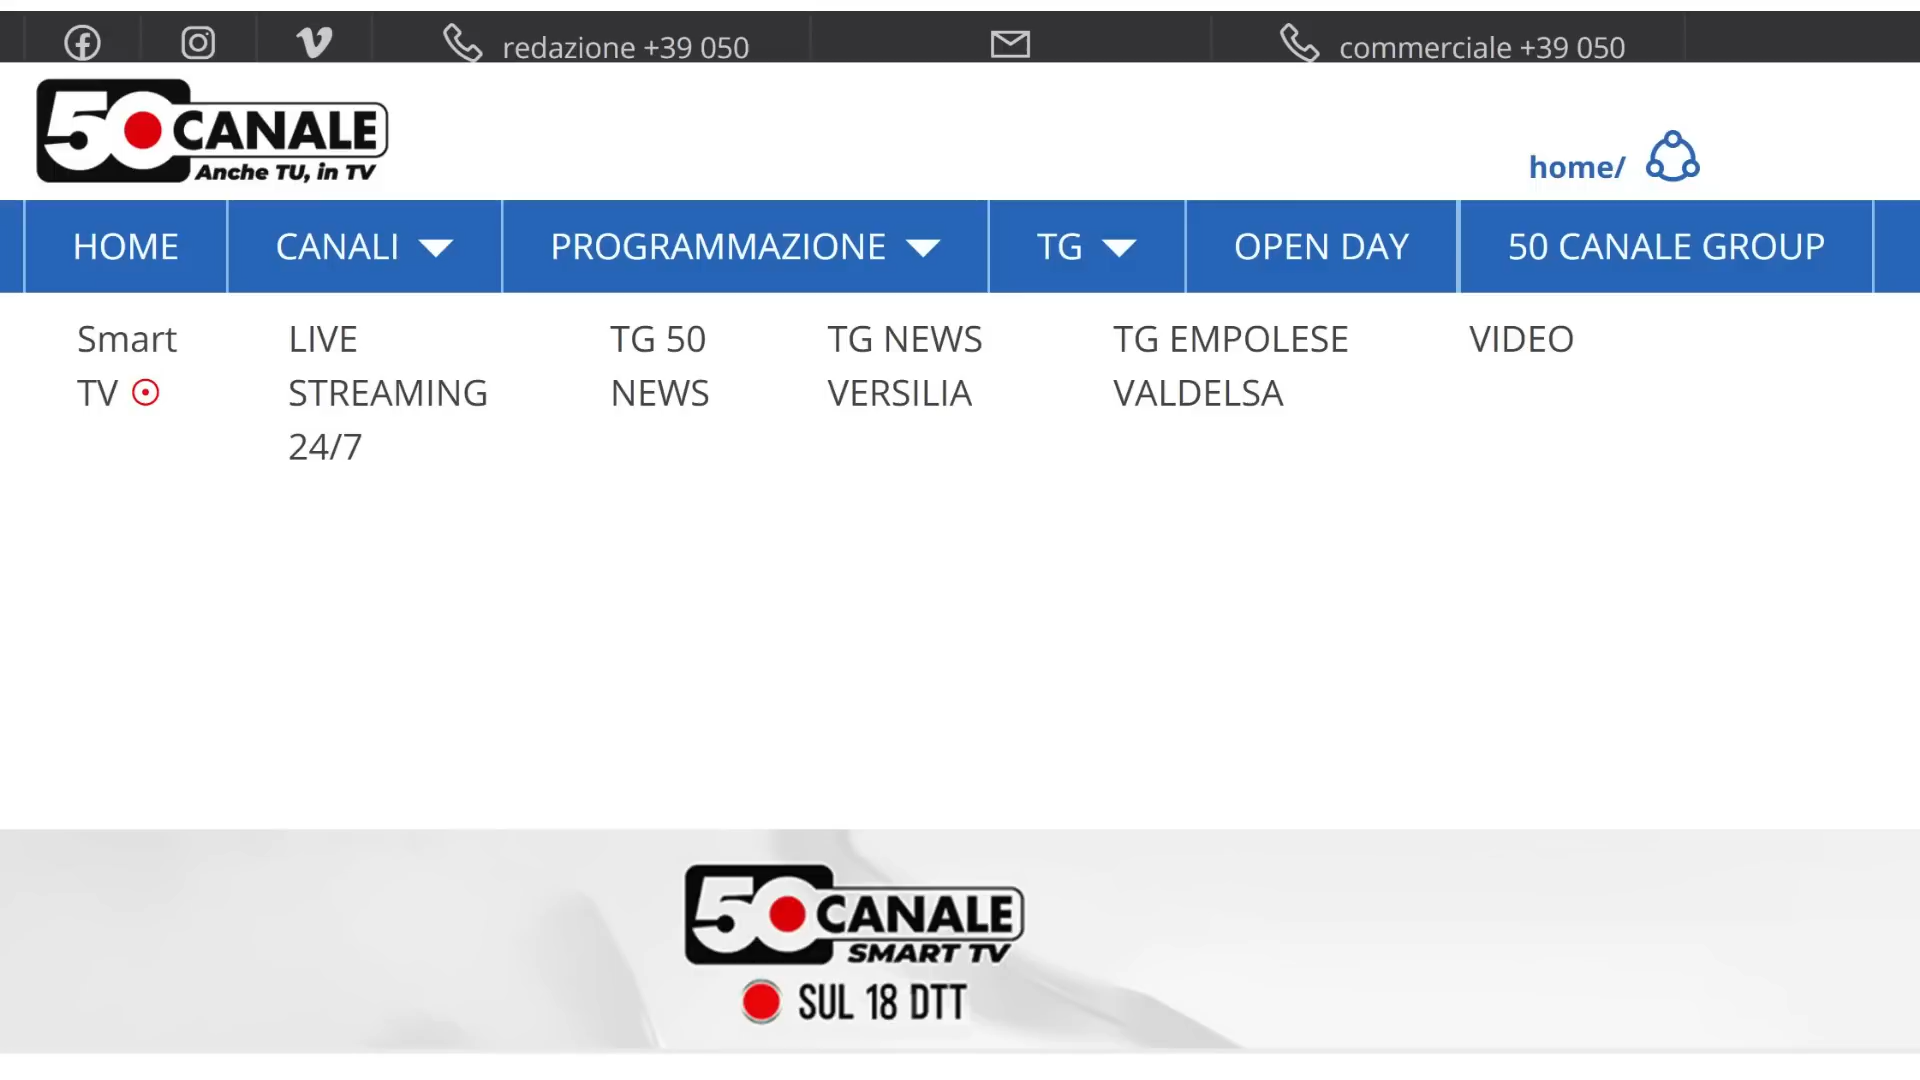 redazione +39 050
commerciale +39 050
50 CANALE
Anche TU, in TV
home/
HOME
CANALI
PROGRAMMAZIONE
TG
OPEN DAY
50 CANALE GROUP
Smart
TV
LIVE
STREAMING
24/7
TG 50
NEWS
TG NEWS
VERSILIA
TG EMPOLESE
VALDELSA
VIDEO
50 CANALE
SMART TV
SUL 18 DTT